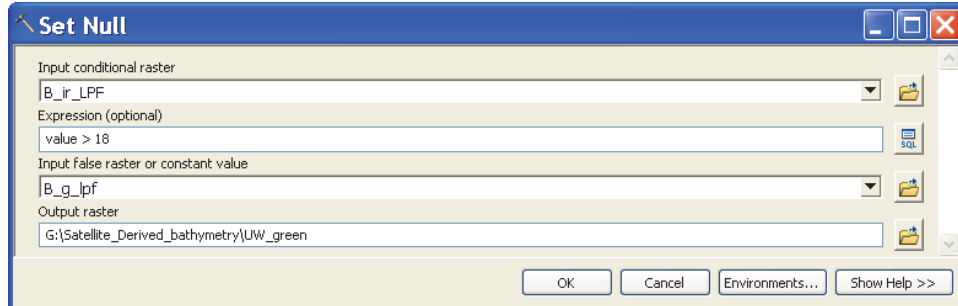 Set Null
Input conditional raster
B_ir_LPF
Expression (optional)
value > 18
SQL
Input false raster or constant value
B_g_lpf
Output raster
G:\Satellite_Derived_bathymetry\UW_green
OK Cancel Environments... Show Help >>